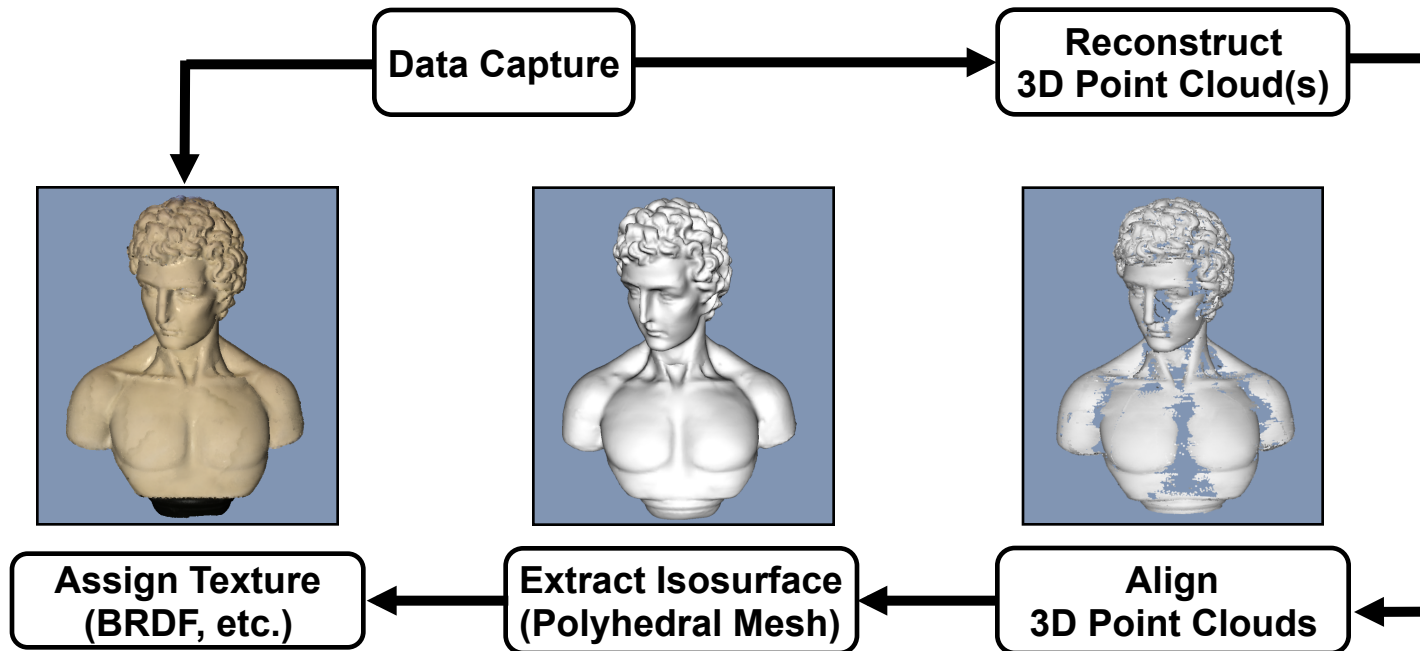 Data Capture
Reconstruct
3D Point Cloud(s)
Assign Texture
(BRDF, etc.)
Extract Isosurface
(Polyhedral Mesh)
Align
3D Point Clouds